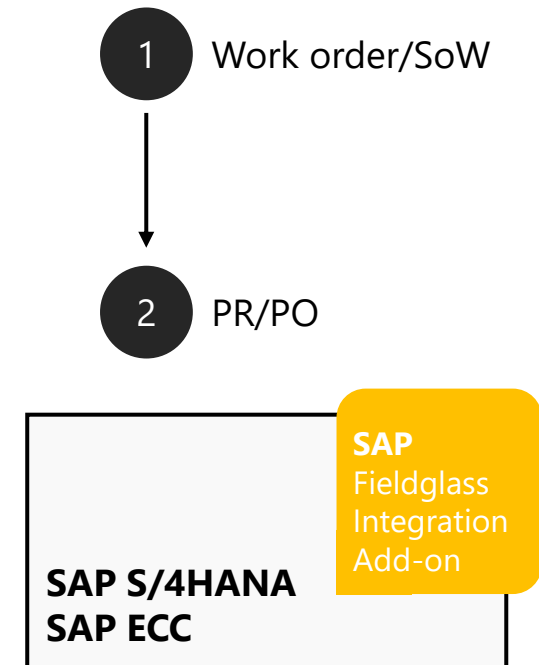 1 Work order/SoW
2 PR/PO
SAP
Fieldglass
Integration
Add-on
SAP S/4HANA
SAP ECC